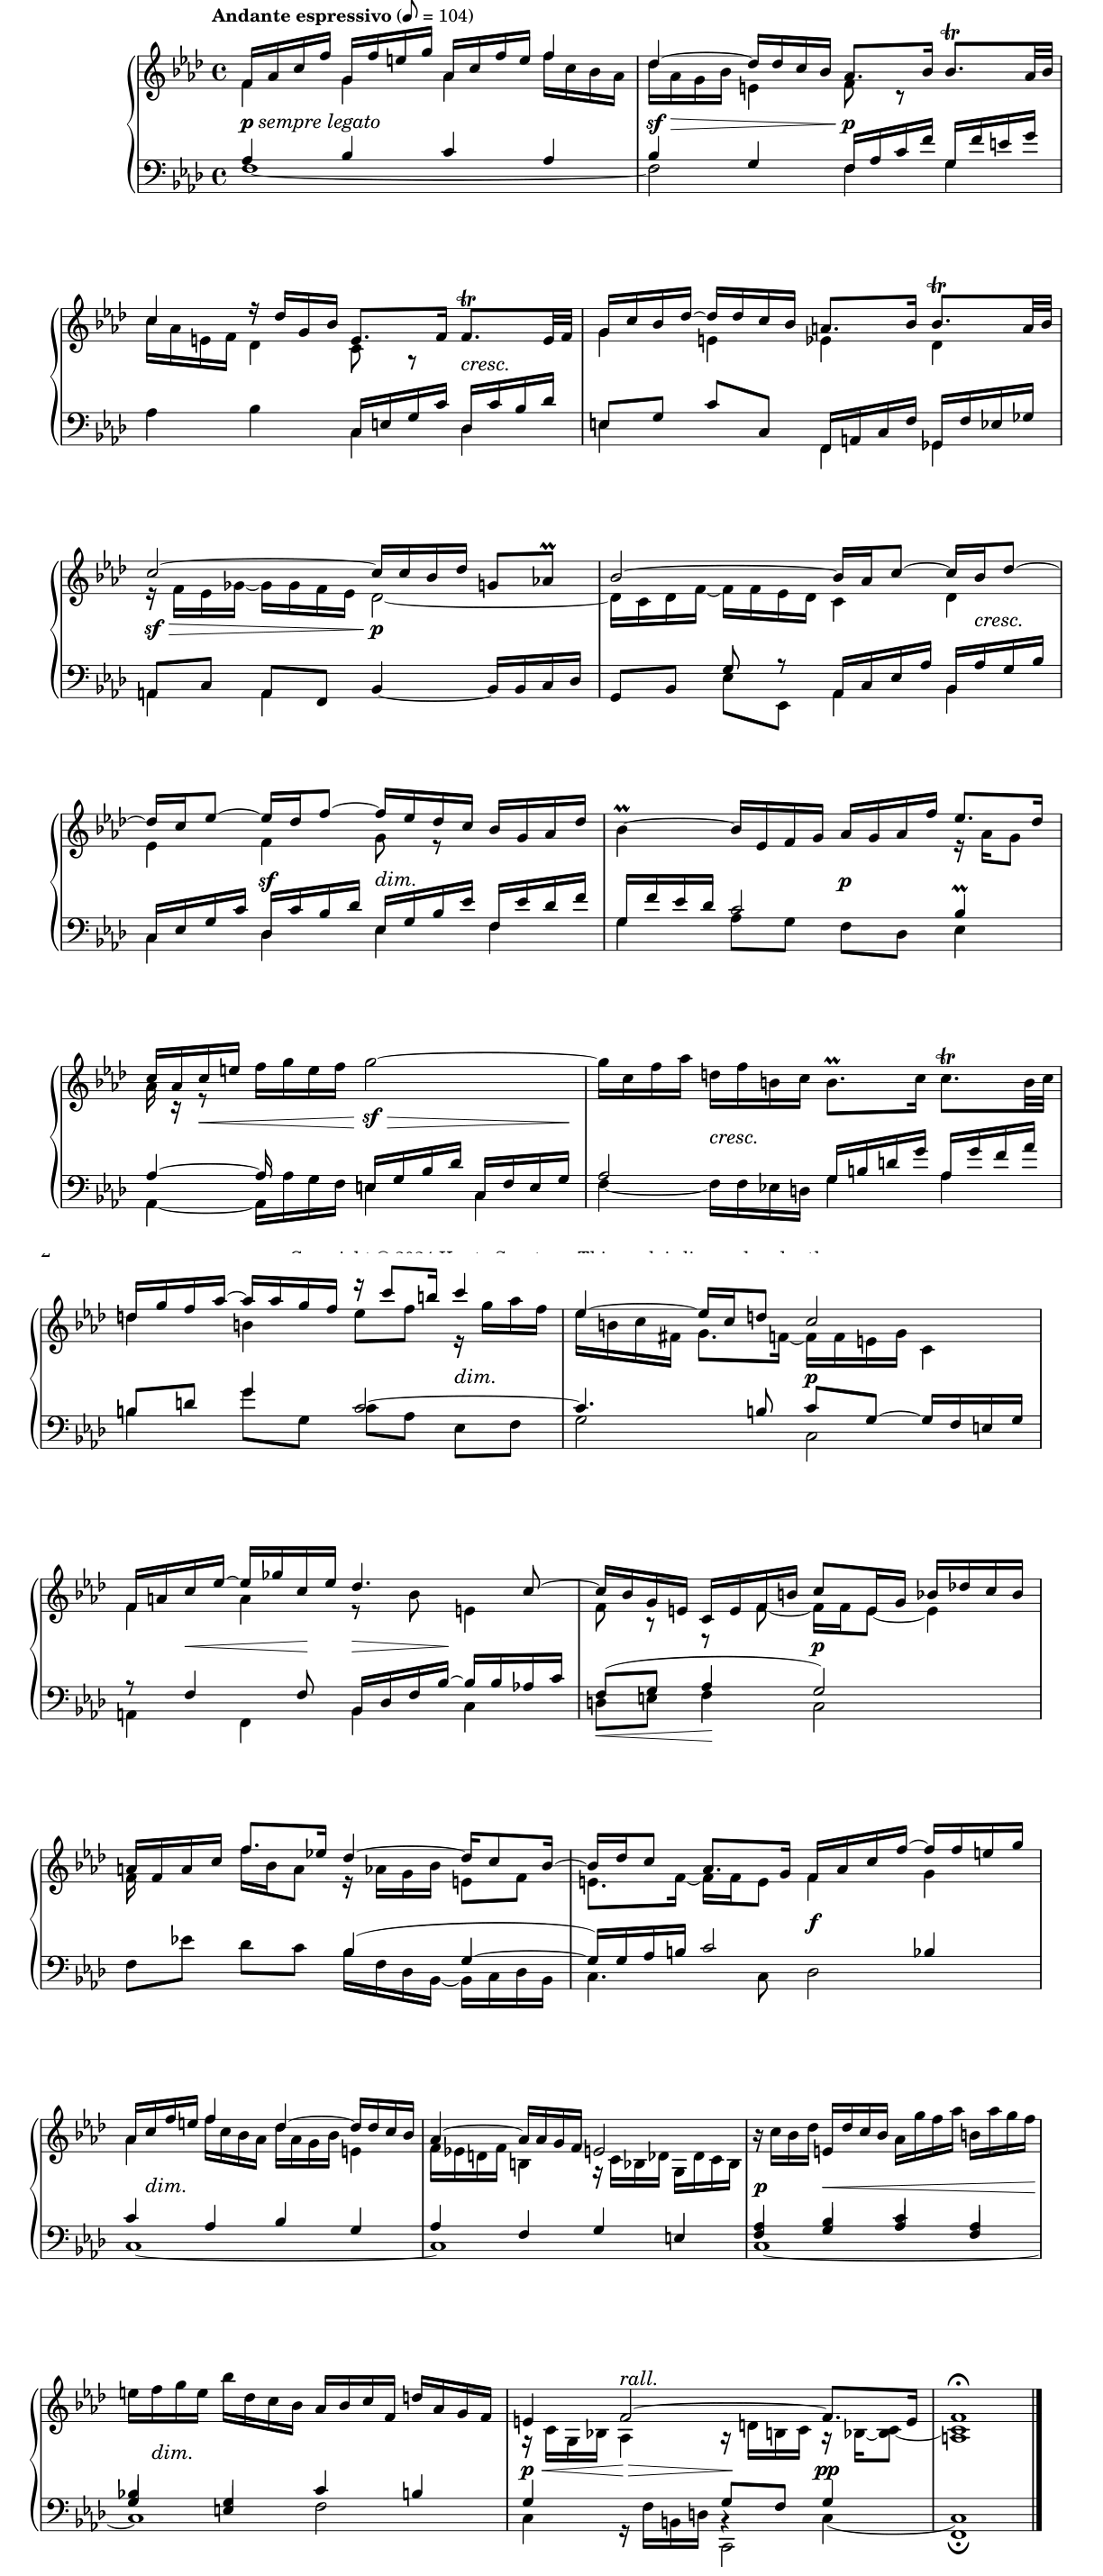 Andante espressivo (♪ = 104)
p sempre legato
sf p
cresc.
sf p
cresc.
sf dim. p
sf cresc.
dim. p
p
f
dim. p
rall.
dim. p pp